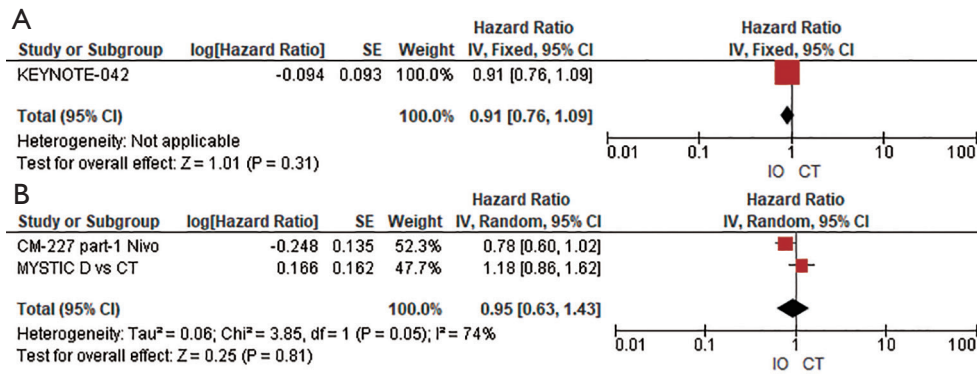 A
Hazard Ratio Hazard Ratio
Study or Subgroup log[Hazard Ratio] SE Weight IV, Fixed, 95% CI IV, Fixed, 95% CI
KEYNOTE-042 -0.094 0.093 100.0% 0.91 [0.76, 1.09]
Total (95% CI) 100.0% 0.91 [0.76, 1.09]
Heterogeneity: Not applicable
Test for overall effect: Z = 1.01 (P = 0.31)
0.01 0.1 1 10 100
IO CT
B
Hazard Ratio Hazard Ratio
Study or Subgroup log[Hazard Ratio] SE Weight IV, Random, 95% CI IV, Random, 95% CI
CM-227 part-1 Nivo -0.248 0.135 52.3% 0.78 [0.60, 1.02]
MYSTIC D vs CT 0.166 0.162 47.7% 1.18 [0.86, 1.62]
Total (95% CI) 100.0% 0.95 [0.63, 1.43]
Heterogeneity: Tau² = 0.06; Chi² = 3.85, df = 1 (P = 0.05); I² = 74%
Test for overall effect: Z = 0.25 (P = 0.81)
0.01 0.1 1 10 100
IO CT